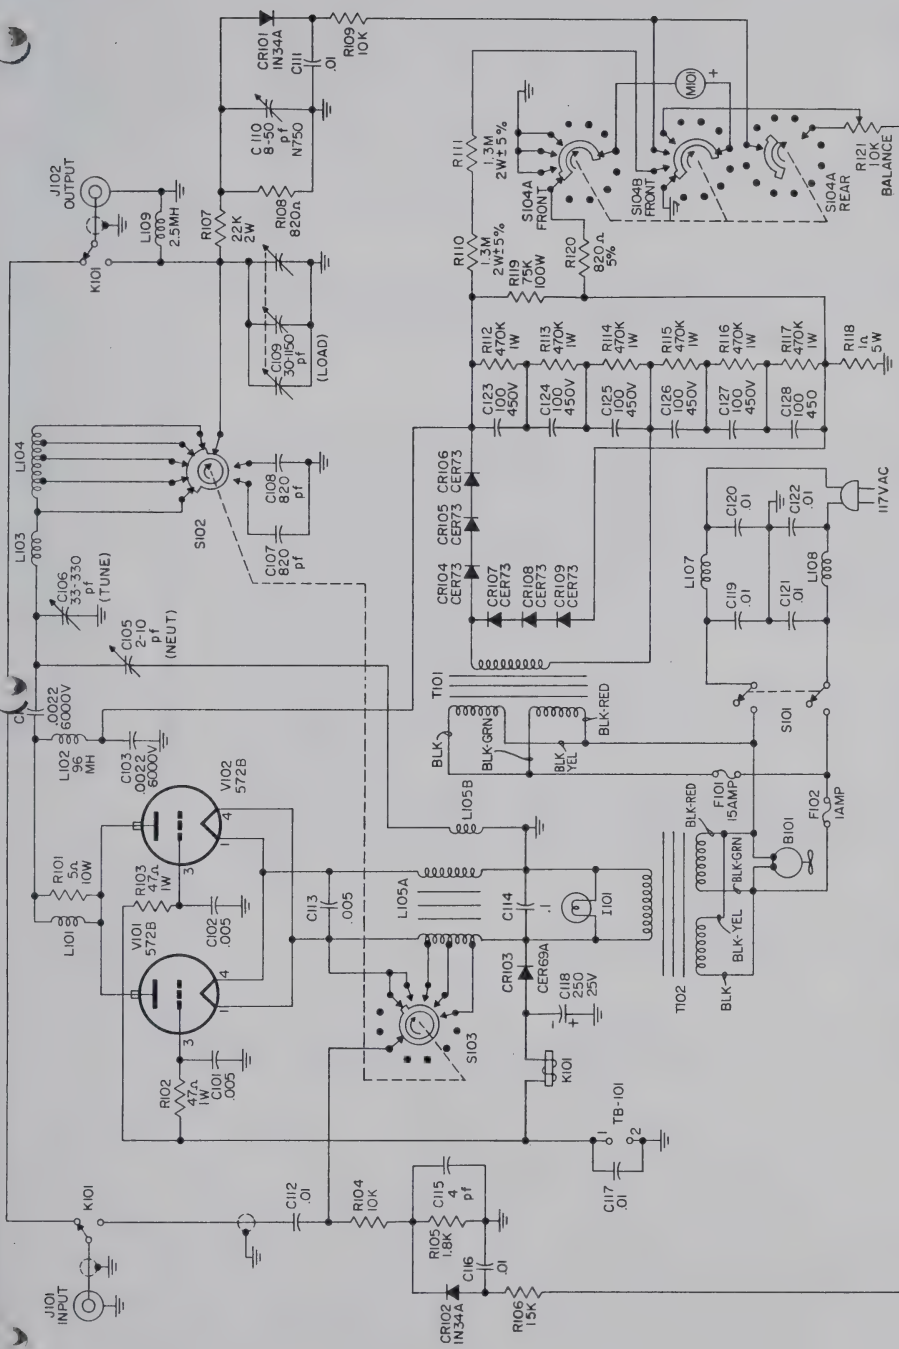 J101
INPUT
K101
C112
.01
R104
10K
C115
4
pf
R105
1.8K
C116
.01
CR102
1N34A
R106
15K
R102
47Ω
1W
C101
.005
3
V101
572B
1
4
L101
R101
5Ω
10W
R103
47Ω
1W
C102
.005
3
V102
572B
1
4
L102
96
MH
C103
.0022
6000V
.0022
6000V
C105
2-10
pf
(NEUT)
C106
33-330
pf
(TUNE)
L103
L104
S102
C107
820
pf
C108
820
pf
K101
J102
OUTPUT
L109
2.5MH
C109
30-1150
pf
(LOAD)
R107
22K
2W
R108
820Ω
C110
8-50
pf
N750
CR101
1N34A
C111
.01
R109
10K
S103
C113
.005
L105A
L105B
C114
.1
CR103
CER69A
C118
250
25V
-
+
K101
TB-101
1
2
C117
.01
I101
T102
BLK
BLK-YEL
BLK-GRN
BLK-RED
B101
F101
15AMP
F102
1AMP
T101
BLK
BLK-GRN
BLK
YEL
BLK-RED
S101
L107
L108
C119
.01
C120
.01
C121
.01
C122
.01
117VAC
CR104
CER73
CR105
CER73
CR106
CER73
CR107
CER73
CR108
CER73
CR109
CER73
C123
100
450V
C124
100
450V
C125
100
450V
C126
100
450V
C127
100
450V
C128
100
450
R112
470K
1W
R113
470K
1W
R114
470K
1W
R115
470K
1W
R116
470K
1W
R117
470K
1W
R118
1Ω
5W
R110
1.3M
2W±5%
R111
1.3M
2W±5%
R119
75K
100W
R120
820Ω
5%
S104A
FRONT
S104B
FRONT
S104A
REAR
M101
+
R121
10K
BALANCE